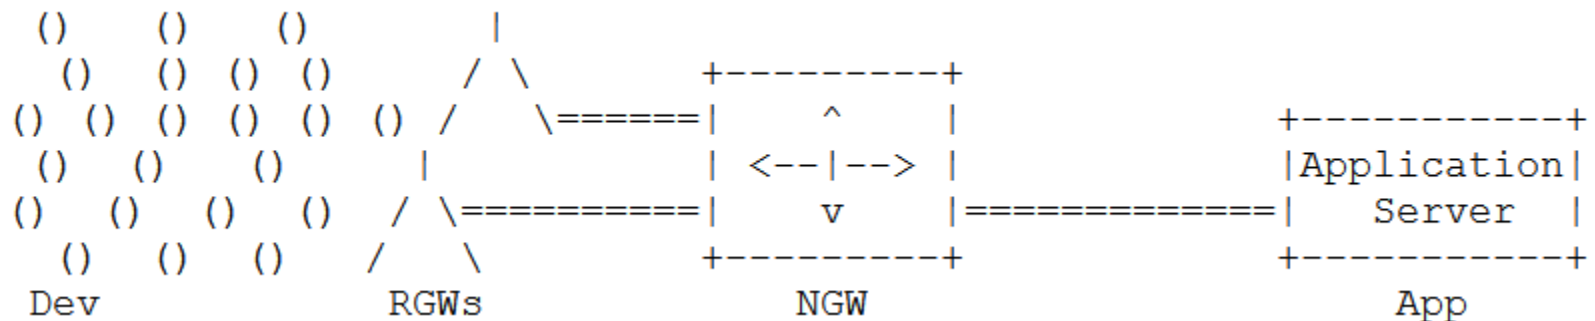 ()    ()    ()               |
  ()   () () ()           / \         +---------+
() () () () () () /       \======|    ^    |             +-----------+
 ()   ()    ()     |           | <--|--> |             |Application|
()   ()   ()   ()   / \==========|    v    |=============|   Server  |
  ()   ()  ()    /   \         +---------+             +-----------+
Dev            RGWs             NGW                        App